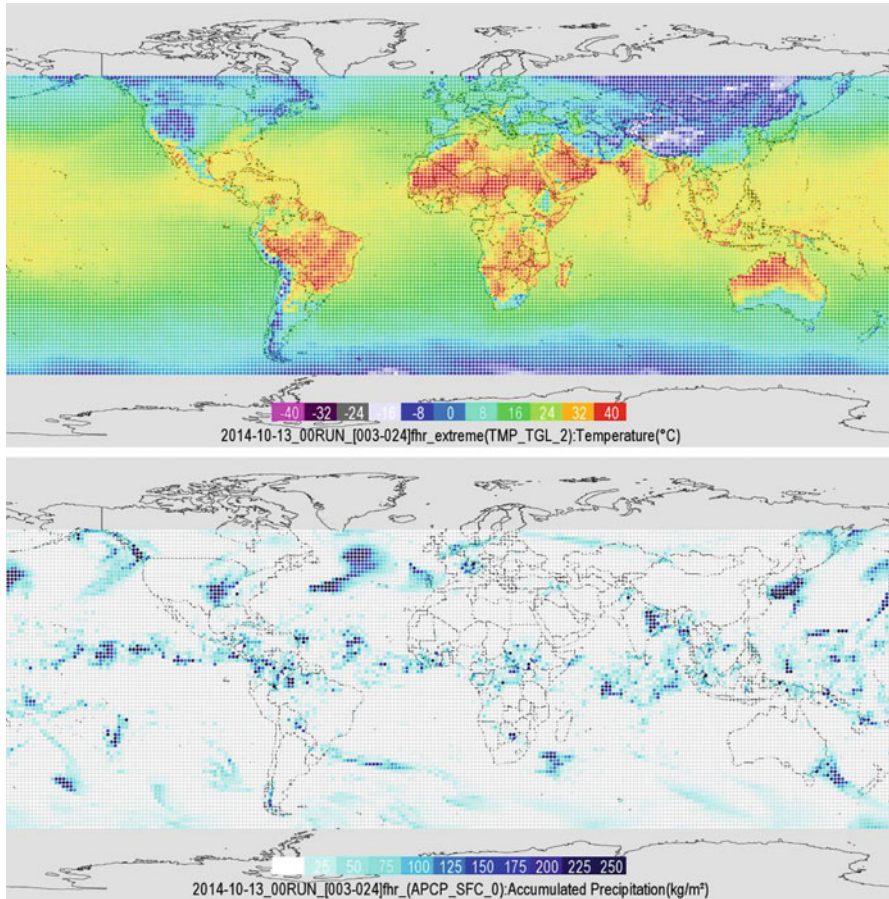 -40 -32 -24 -16 -8 0 8 16 24 32 40
2014-10-13_00RUN_[003-024]fhr_extreme(TMP_TGL_2):Temperature(°C)
25 50 75 100 125 150 175 200 225 250
2014-10-13_00RUN_[003-024]fhr_(APCP_SFC_0):Accumulated Precipitation(kg/m²)